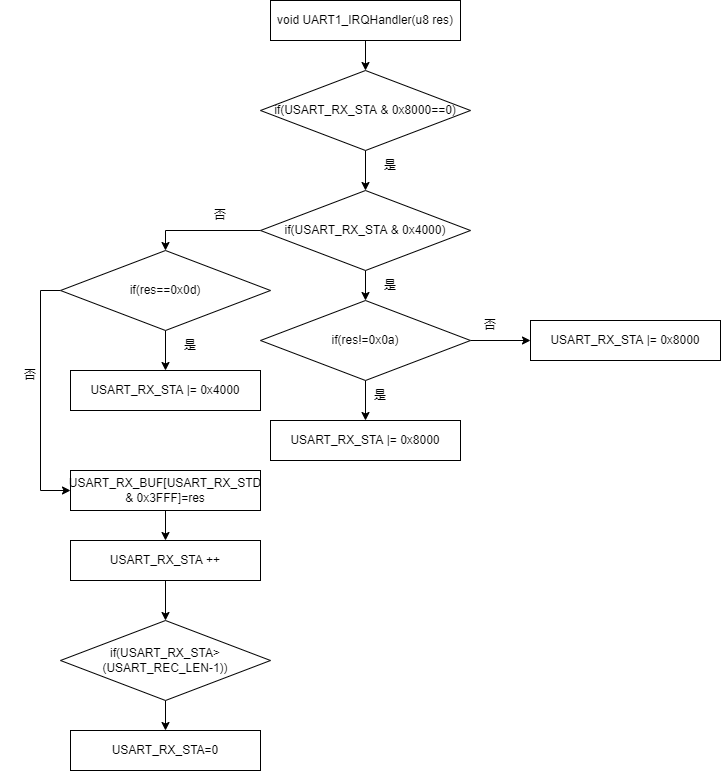 void UART1_IRQHandler(u8 res)
if(USART_RX_STA & 0x8000==0)
是
否
if(USART_RX_STA & 0x4000)
if(res==0x0d)
是
if(res!=0x0a)
否
USART_RX_STA |= 0x8000
是
否
USART_RX_STA |= 0x4000
是
USART_RX_STA |= 0x8000
USART_RX_BUF[USART_RX_STD
& 0x3FFF]=res
USART_RX_STA ++
if(USART_RX_STA>
(USART_REC_LEN-1))
USART_RX_STA=0